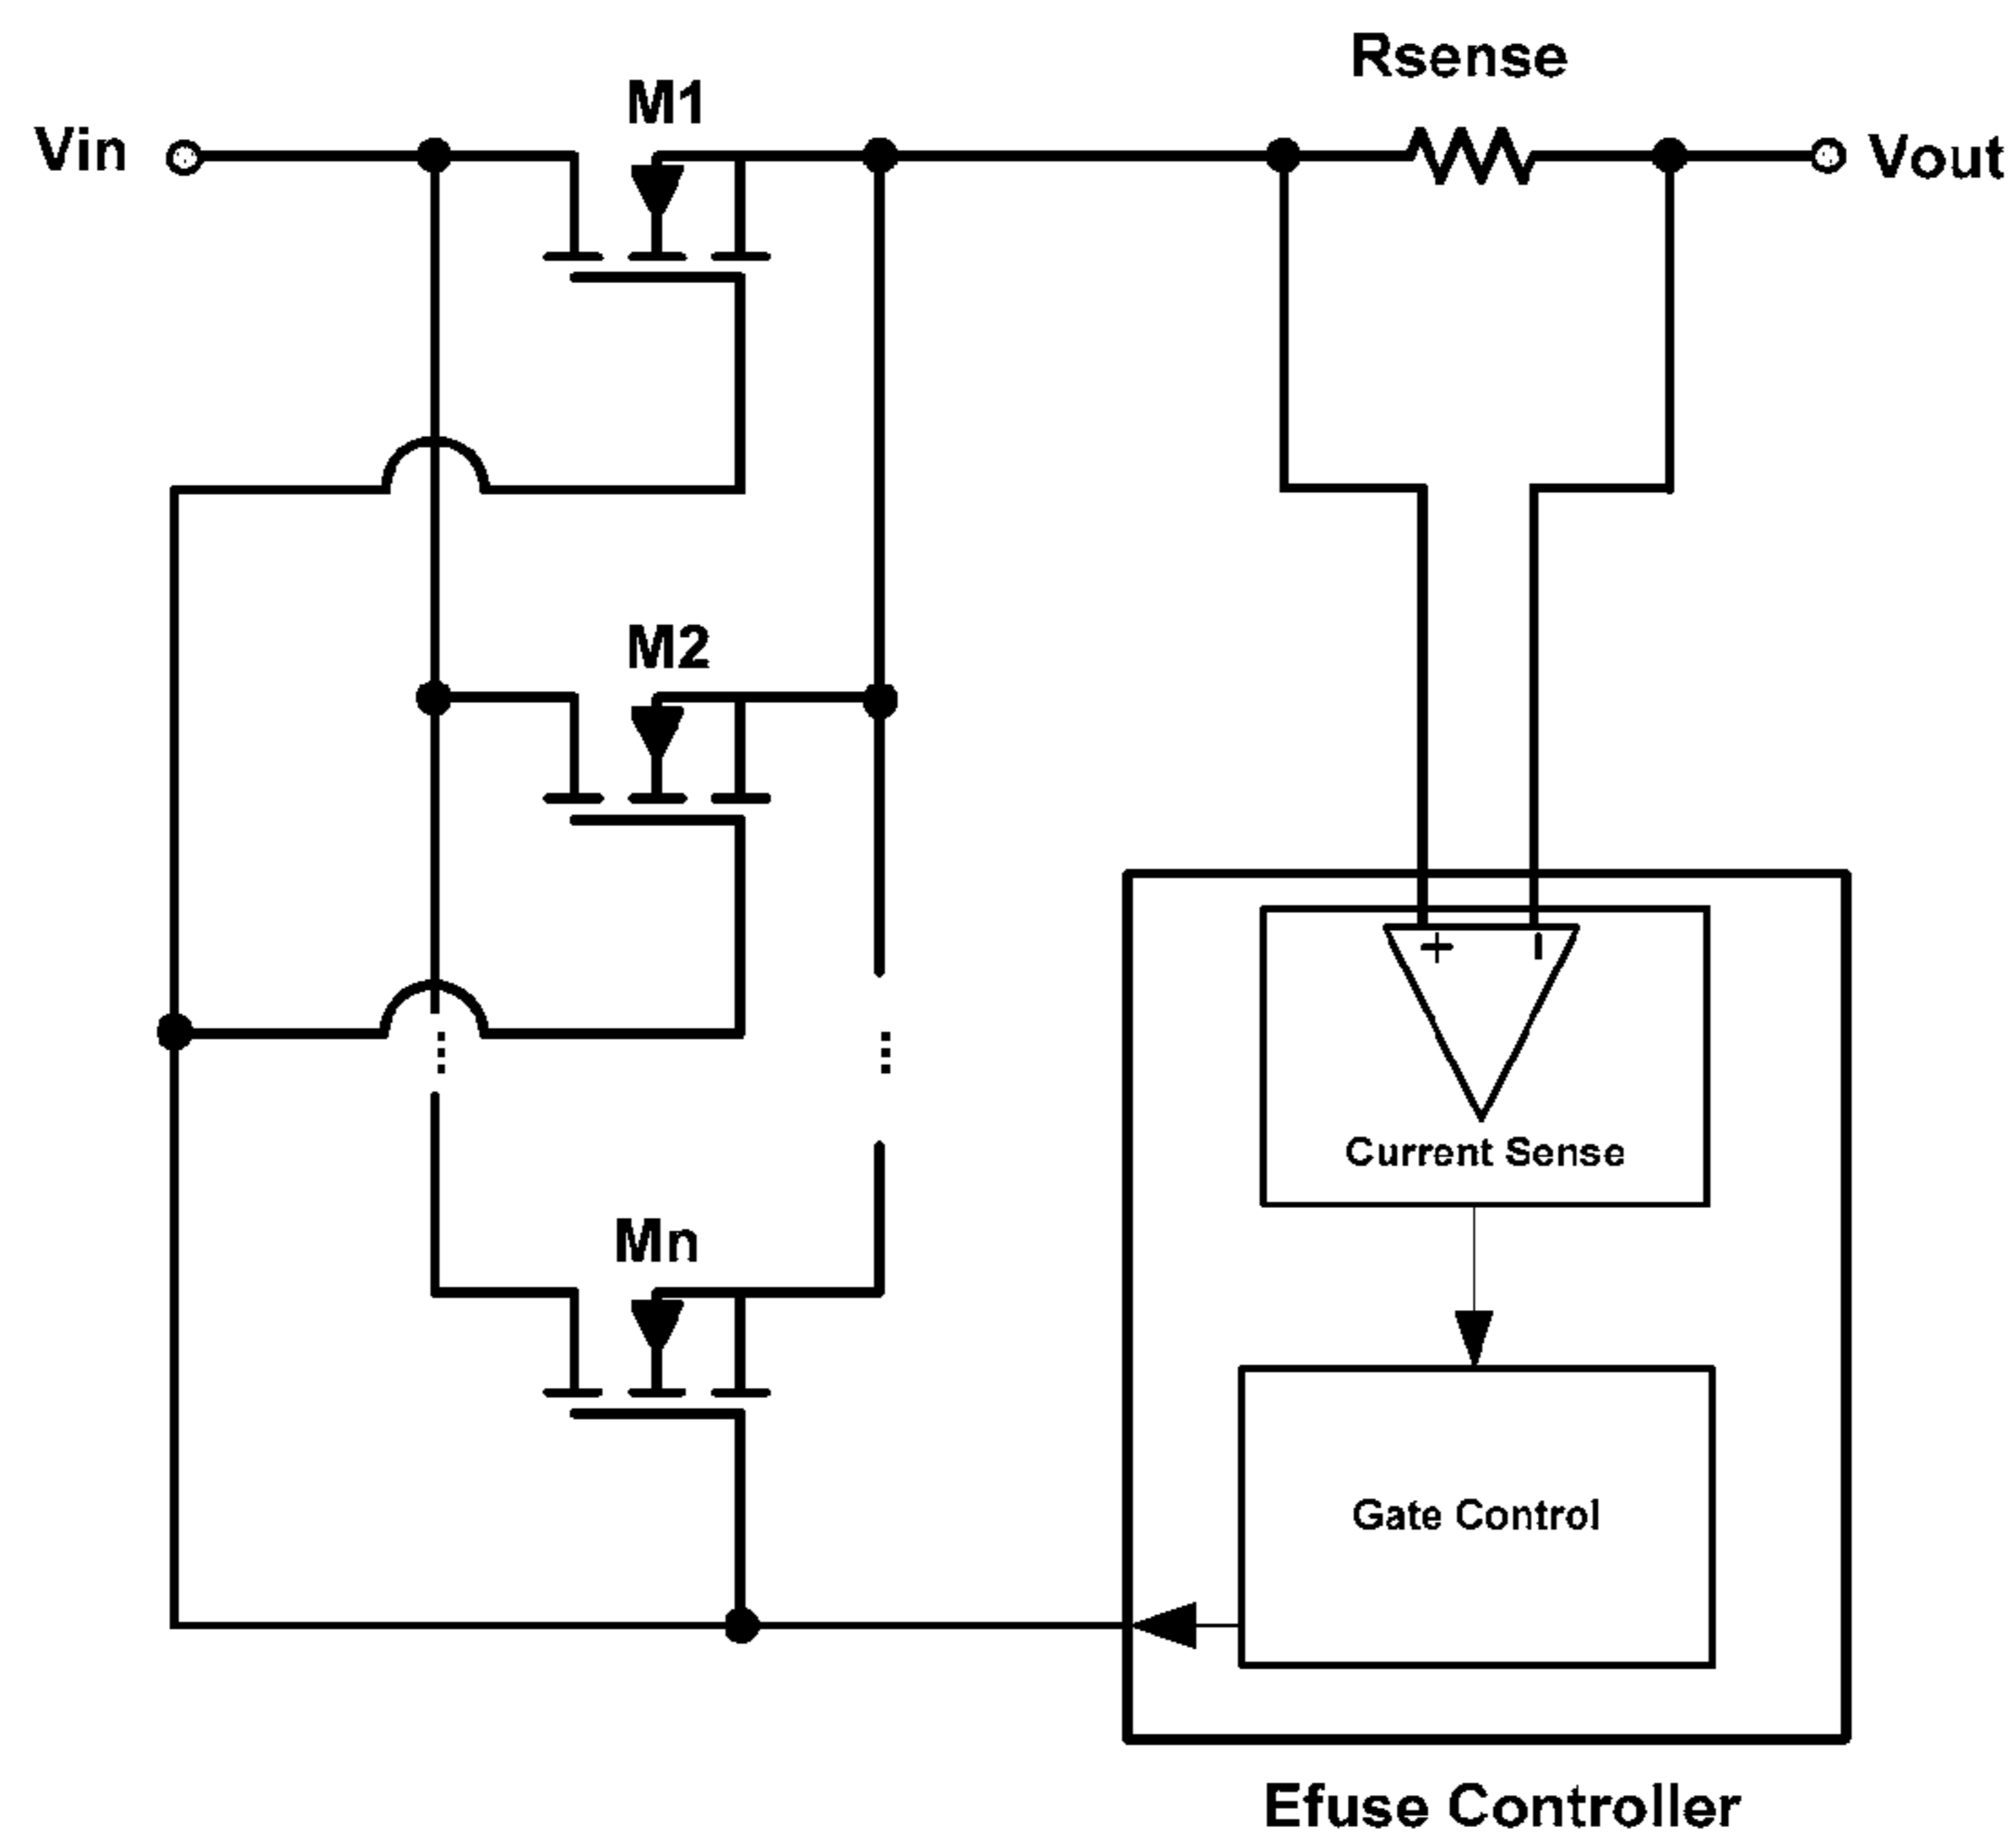 Rsense
M1
Vin
Vout
M2
+
-
Current Sense
Mn
Gate Control
Efuse Controller